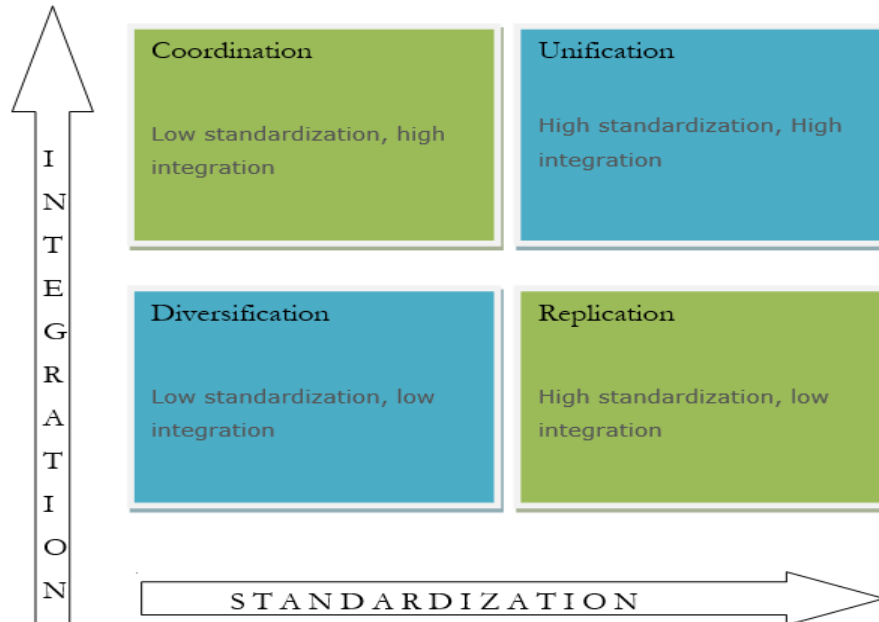 Coordination
Low standardization, high
integration
Unification
High standardization, High
integration
Diversification
Low standardization, low
integration
Replication
High standardization, low
integration
INTEGRATION
STANDARDIZATION